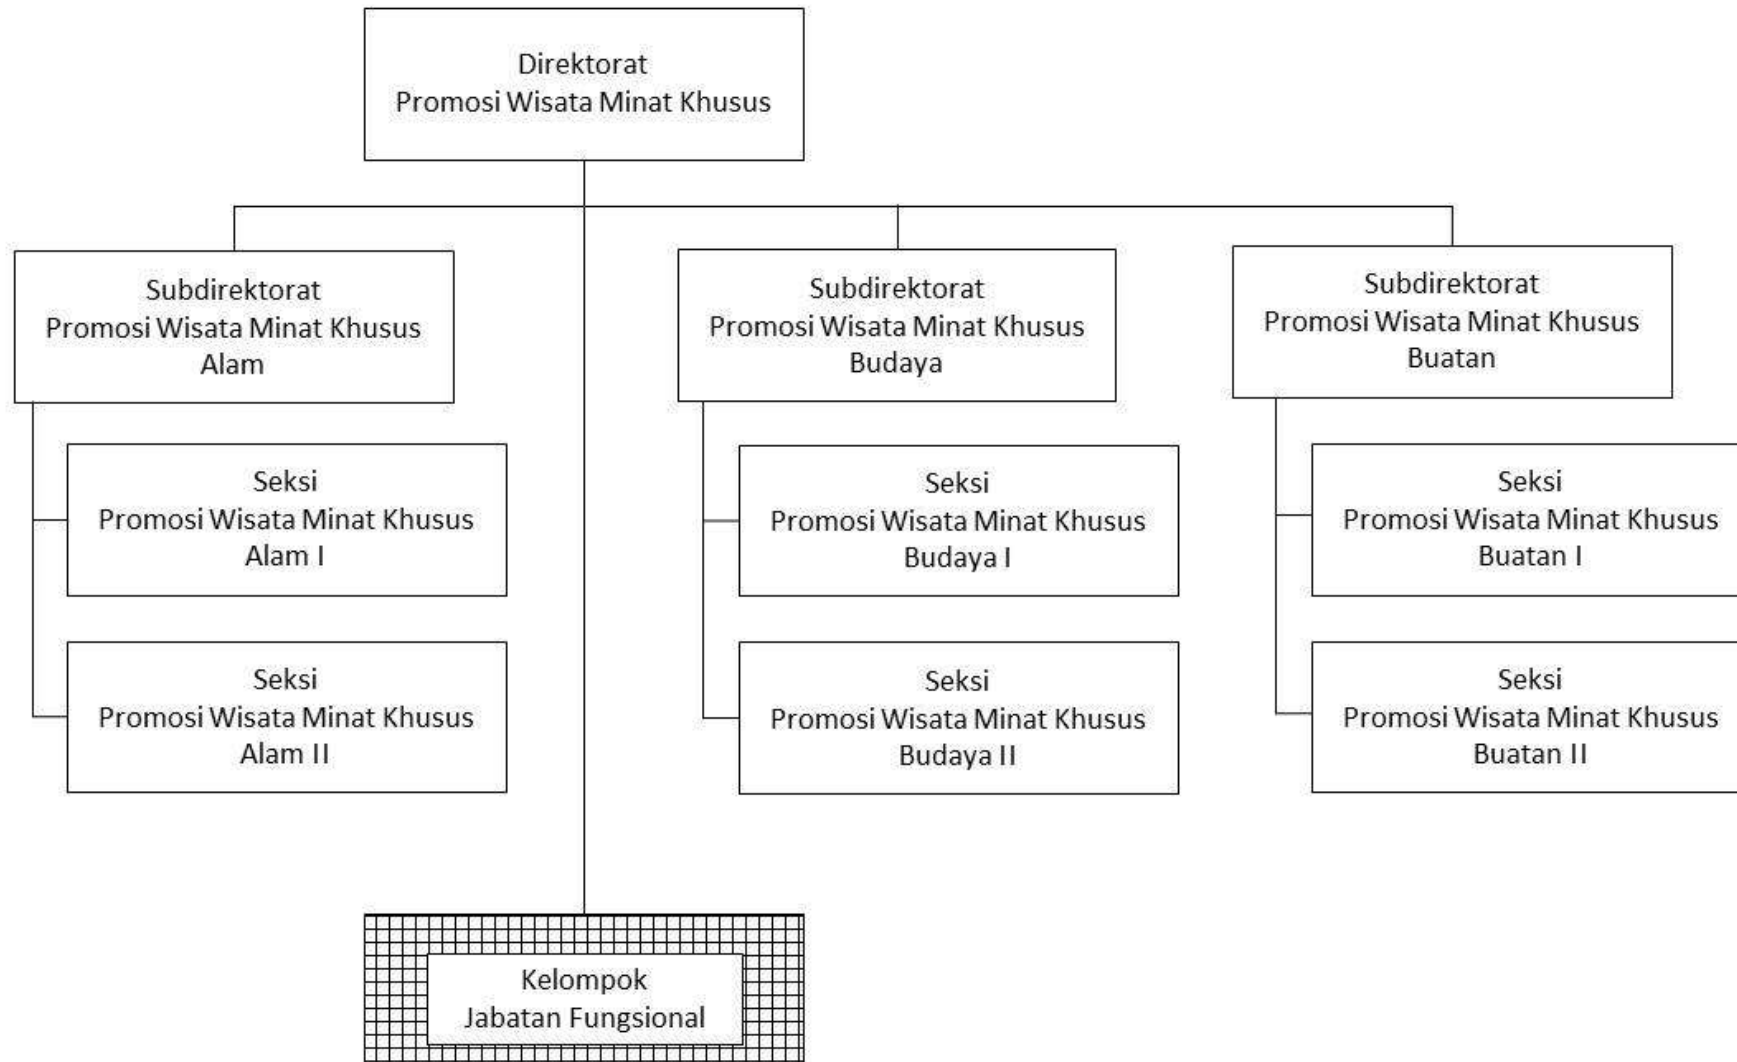 Direktorat
Promosi Wisata Minat Khusus
Subdirektorat
Promosi Wisata Minat Khusus
Alam
Subdirektorat
Promosi Wisata Minat Khusus
Budaya
Subdirektorat
Promosi Wisata Minat Khusus
Buatan
Seksi
Promosi Wisata Minat Khusus
Alam I
Seksi
Promosi Wisata Minat Khusus
Budaya I
Seksi
Promosi Wisata Minat Khusus
Buatan I
Seksi
Promosi Wisata Minat Khusus
Alam II
Seksi
Promosi Wisata Minat Khusus
Budaya II
Seksi
Promosi Wisata Minat Khusus
Buatan II
Kelompok
Jabatan Fungsional